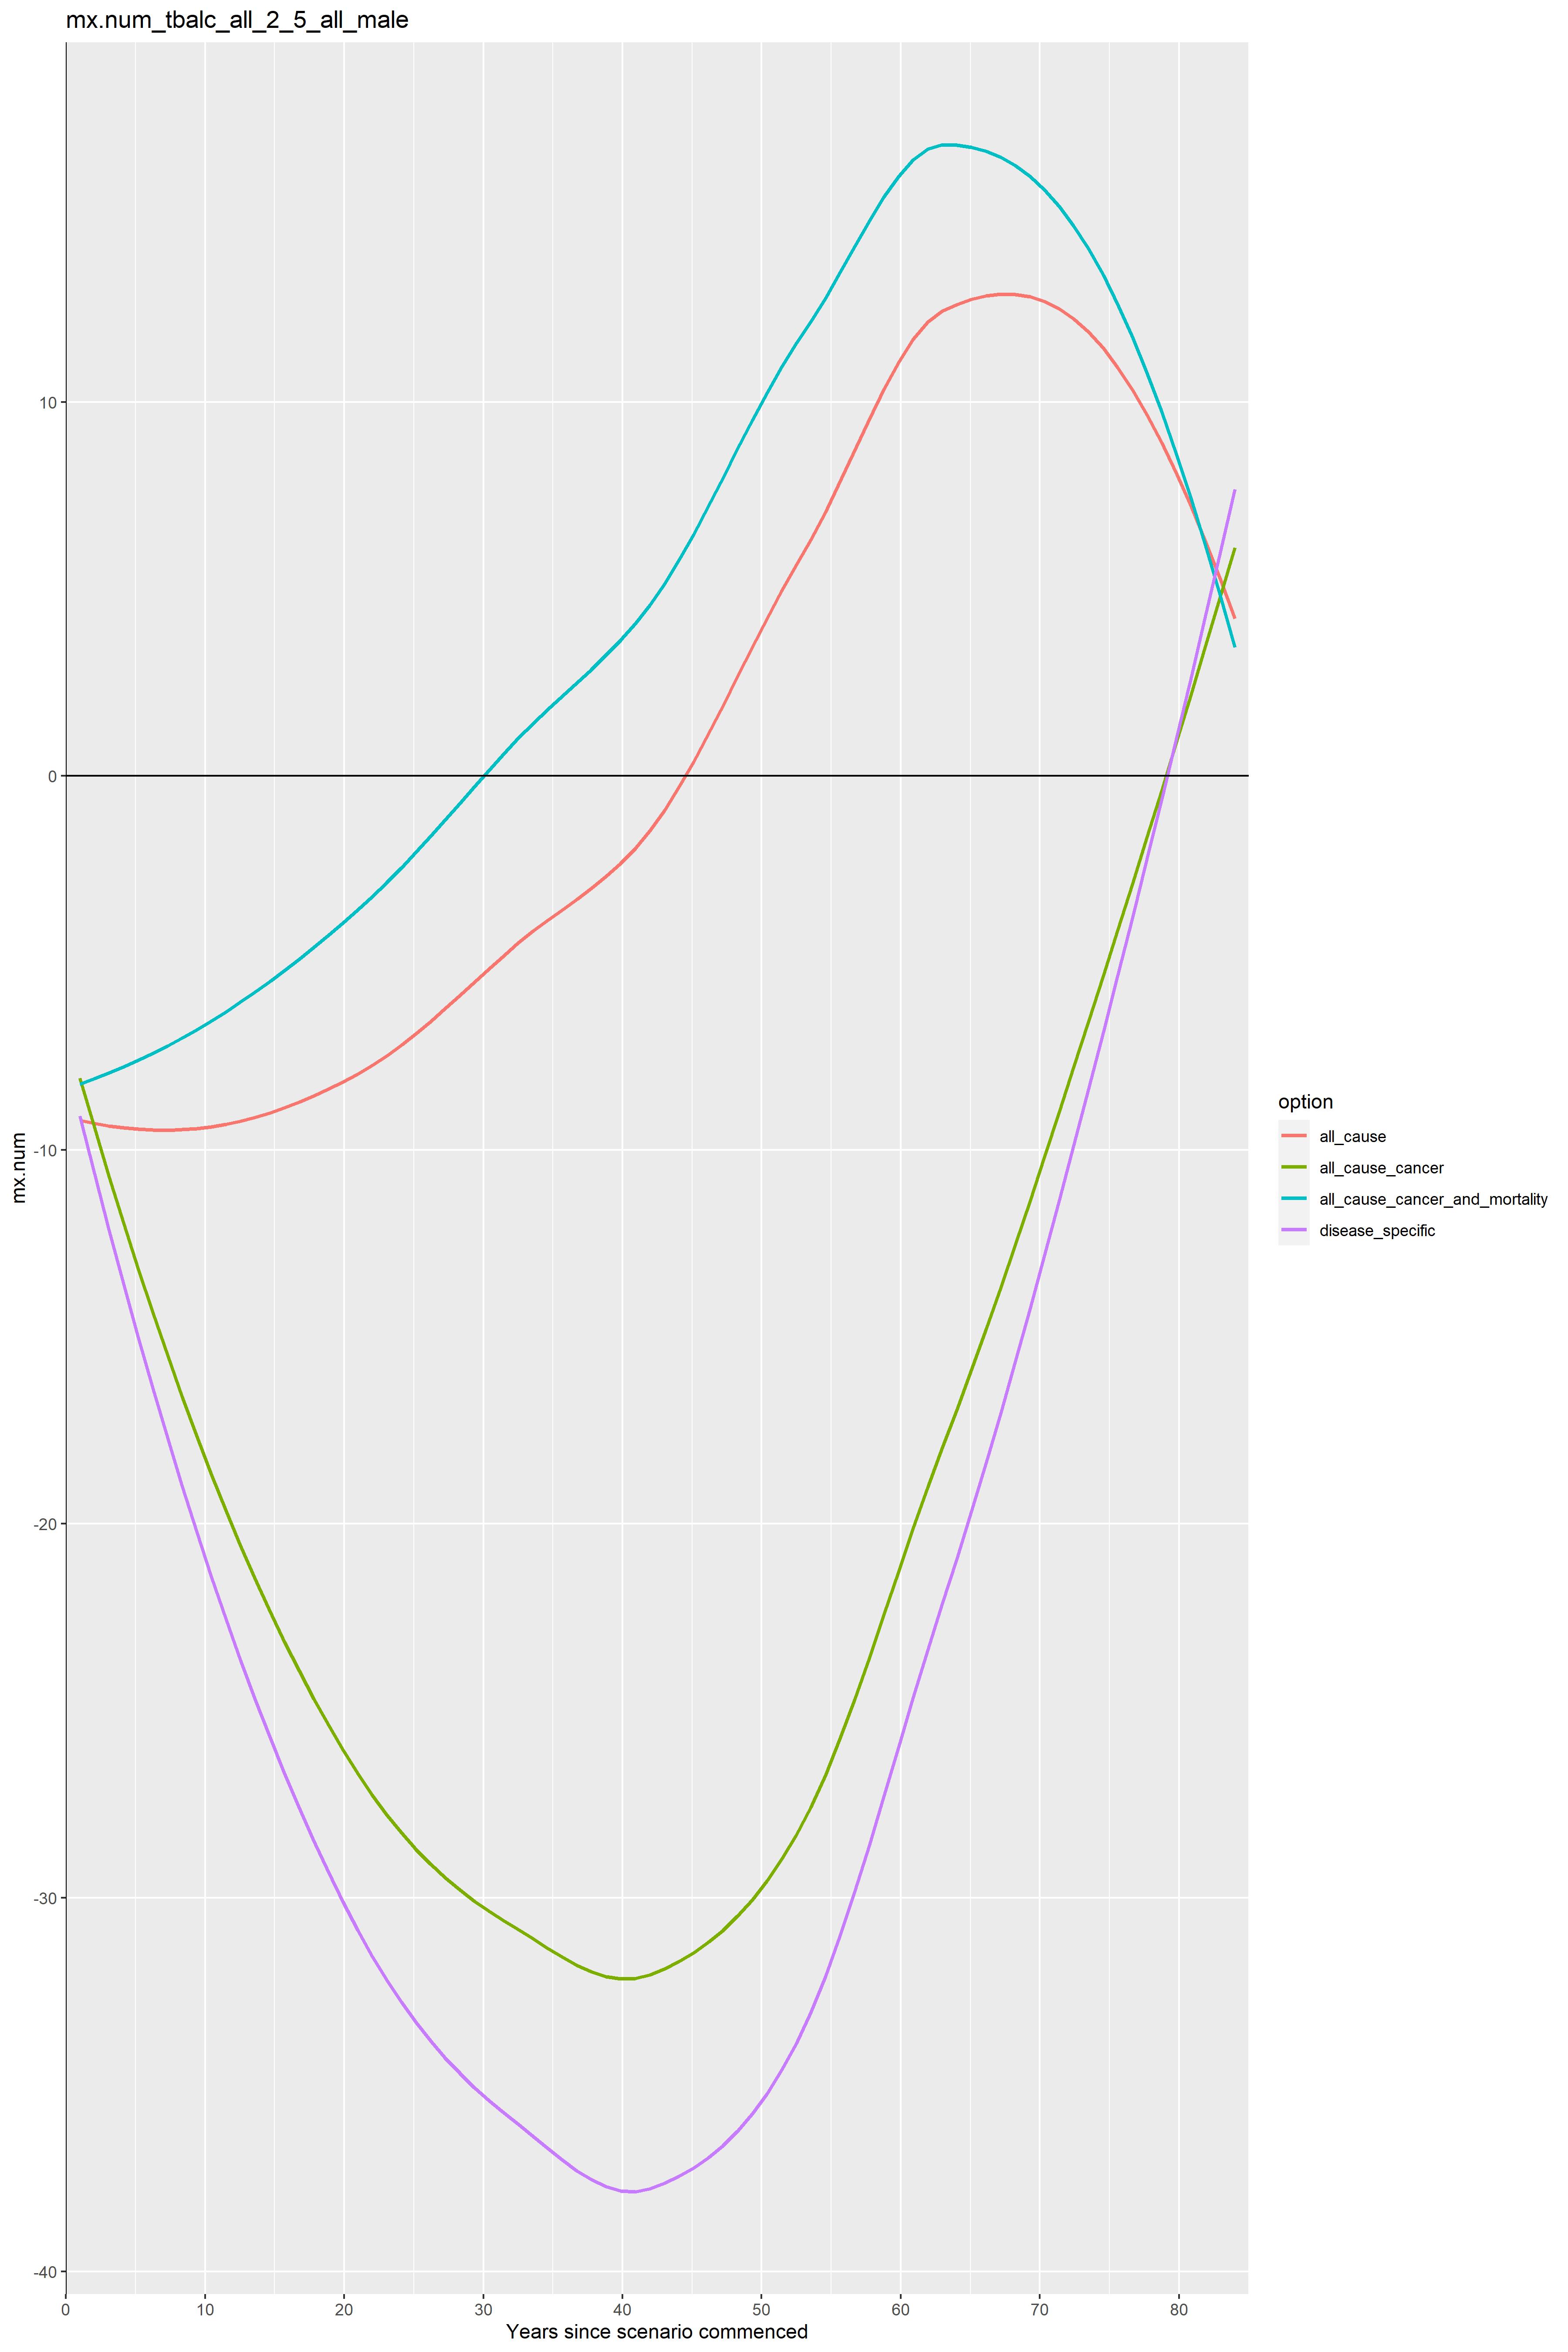 mx.num_tbalc_all_2_5_all_male
mx.num
10
0
-10
-20
-30
-40
0 10 20 30 40 50 60 70 80
Years since scenario commenced
option
all_cause
all_cause_cancer
all_cause_cancer_and_mortality
disease_specific